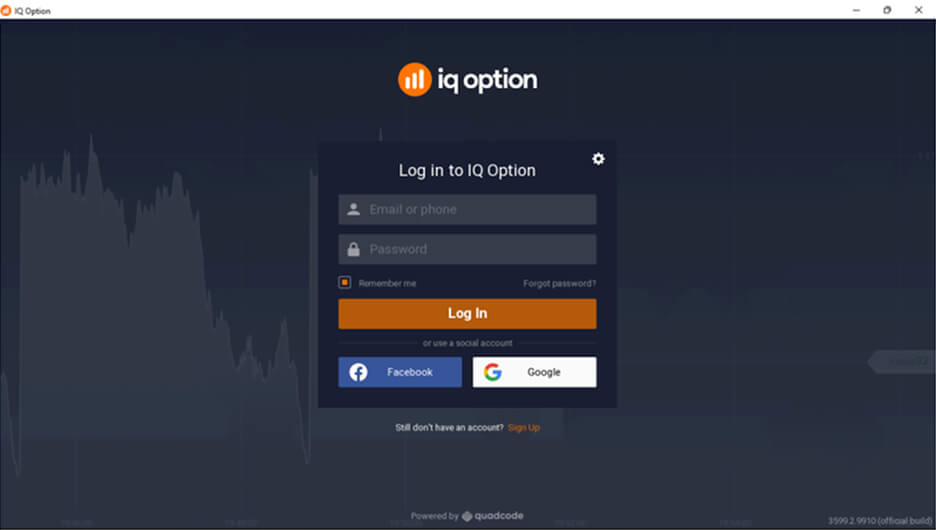 IQ Option
iq option
Log in to IQ Option
Email or phone
Password
Remember me
Forgot password?
Log In
or use a social account
Facebook
Google
Still don't have an account? Sign Up
Powered by quadcode
3599.2.9910 (official build)